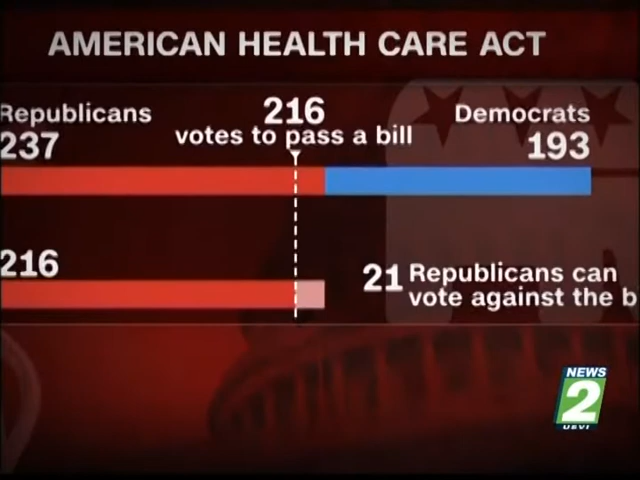 AMERICAN HEALTH CARE ACT
Republicans
237
216
votes to pass a bill
Democrats
193
216
21 Republicans can
vote against the b
NEWS
2